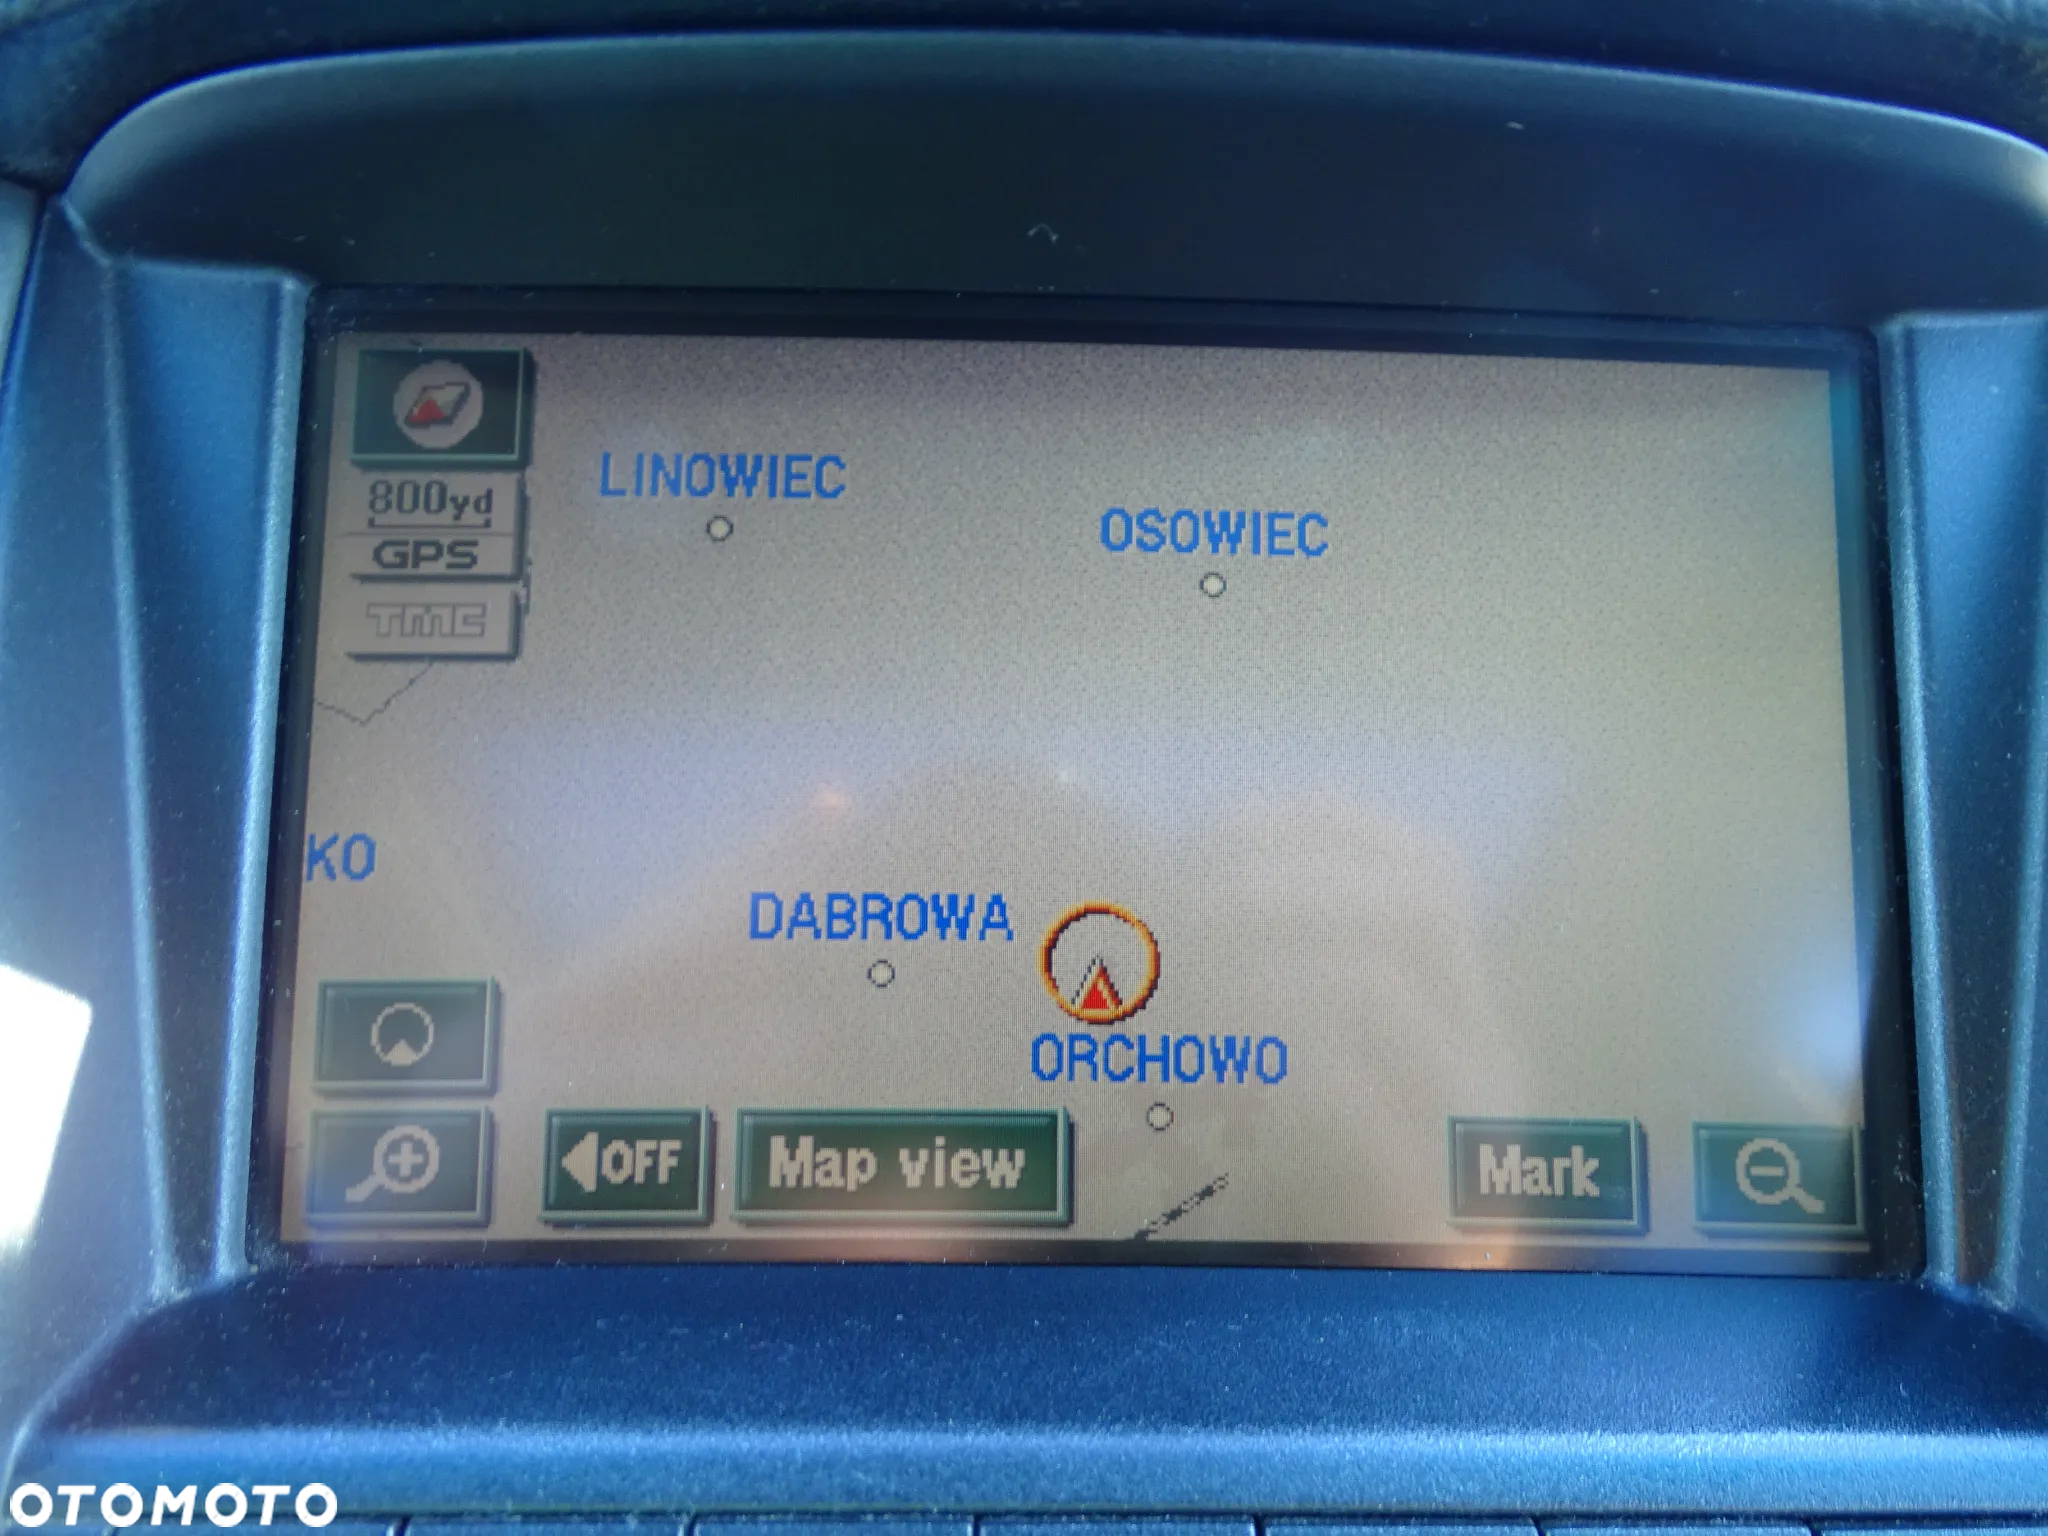 LINOWIEC
800yd
OSOWIEC
GPS
TMC
KO
DABROWA
ORCHOWO
OFF
Map view
Mark
OTOMOTO